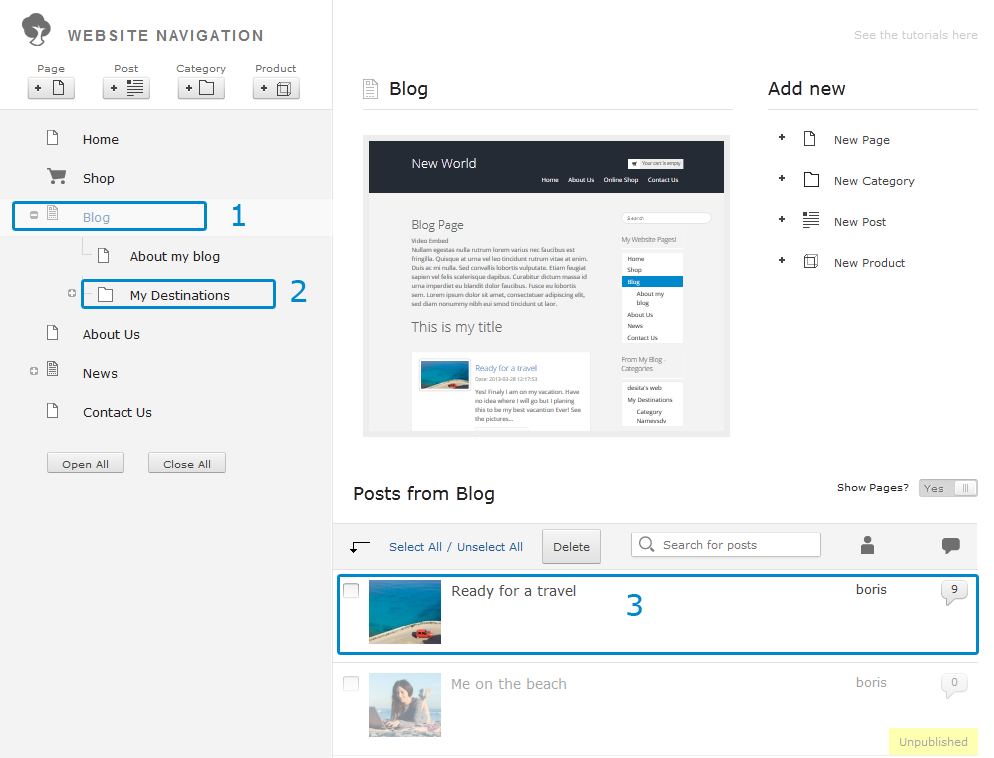 WEBSITE NAVIGATION
See the tutorials here
Page
Post
Category
Product
Home
Shop
Blog
1
About my blog
My Destinations
2
About Us
News
Contact Us
Open All
Close All
Blog
New World
Your cart is empty
Home
About Us
Online Shop
Contact Us
Blog Page
Video Embed
Nullam egestas nulla rutrum lorem varius nec faucibus est
fringilla. Quisque at urna vel leo tincidunt rutrum vitae at enim.
Duis ac mi nulla. Sed convallis lobortis vulputate. Etiam feugiat
sapien vel felis scelerisque dapibus. Curabitur dictum massa id
ante imperdiet eu blandit dolor faucibus. In fusce eu lobortis
sem. Lorem ipsum dolor sit amet, consectetuer adipiscing elit,
sed diam nonummy nibh eui smod tincidunt ut laor.
This is my title
Ready for a travel
Date: 2013-03-28 12:17:53
Yes! Finaly I am on my vacation. Have
no idea where I will go but I planing
this to be my best vacantion Ever! See
the pictures...
Search
My Website Pages!
Home
Shop
Blog
About my
blog
About Us
News
Contact Us
From My Blog -
Categories
desita's web
My Destinations
Category
Namevsdv
Add new
New Page
New Category
New Post
New Product
Posts from Blog
Show Pages?
Yes
Select All / Unselect All
Delete
Search for posts
Ready for a travel
3
boris
9
Me on the beach
boris
0
Unpublished